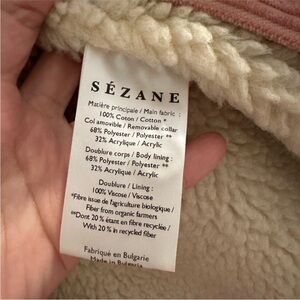 SÉZANE
Matière principale / Main fabric :
100% Coton / Cotton *
Col amovible / Removable collar
68% Polyester / Polyester **
32% Acrylique / Acrylic
Doublure corps / Body lining :
68% Polyester / Polyester **
32% Acrylique / Acrylic
Doublure / Lining :
100% Viscose / Viscose
*Fibre issue de l'agriculture biologique /
Fiber from organic farmers
**Dont 20 % étant en fibre recyclée /
With 20 % in recycled fiber
Fabriqué en Bulgarie
Made in Bulgaria